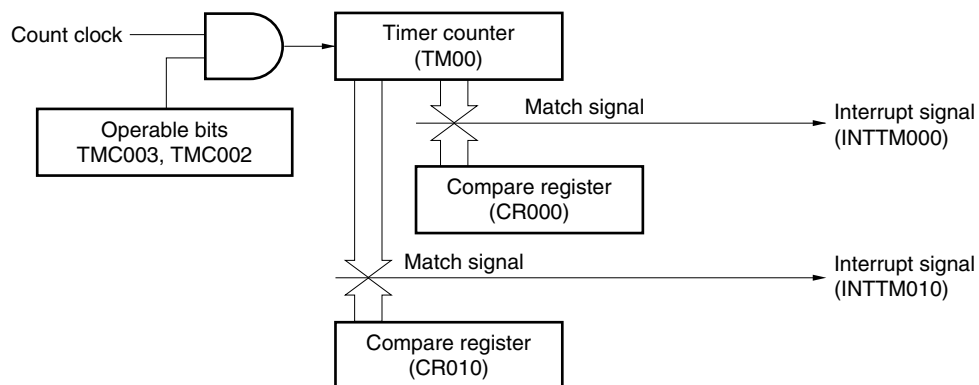 Count clock
Timer counter
(TM00)
Operable bits
TMC003, TMC002
Match signal
Interrupt signal
(INTTM000)
Compare register
(CR000)
Match signal
Interrupt signal
(INTTM010)
Compare register
(CR010)